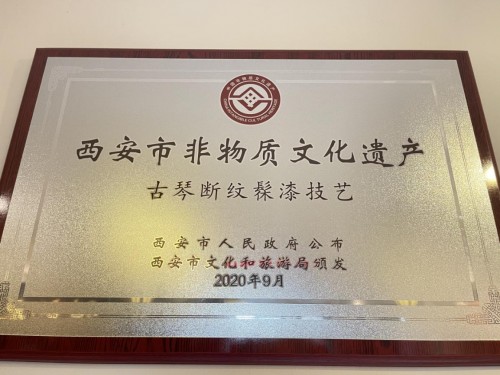 西安市非物质文化遗产
古琴断纹髹漆技艺
西安市人民政府公布
西安市文化和旅游局颁发
2020年9月